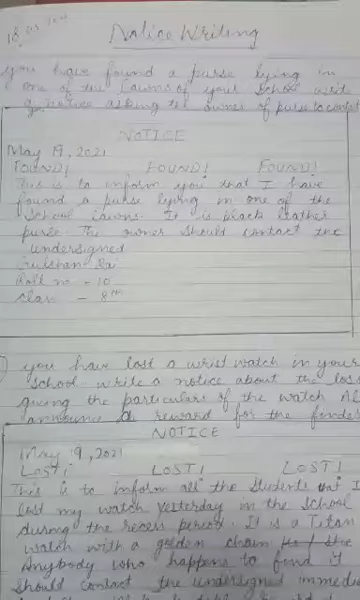 Notice Writing
you have found a purse lying in
one of the Lawns of your School write
a notice asking the owner of purse to contact
NOTICE
May 19, 2021
FOUND! FOUND! FOUND!
This is to inform you that I have
found a purse lying in one of the
School Lawns. It is black leather
purse. The owner should contact the
undersigned
Gulshan Rai
Roll no - 10
Class - 8th
you have lost a wrist watch in your
School. write a notice about the loss
giving the particulars of the watch Al
announce a reward for the finder
NOTICE
May 9, 2021
LOST! LOST! LOST!
This is to inform all the Students I
lost my watch yesterday in the School
during the recess period. It is a Titan
watch with a golden chain
Anybody who happens to find it
Should contact the undersigned immed